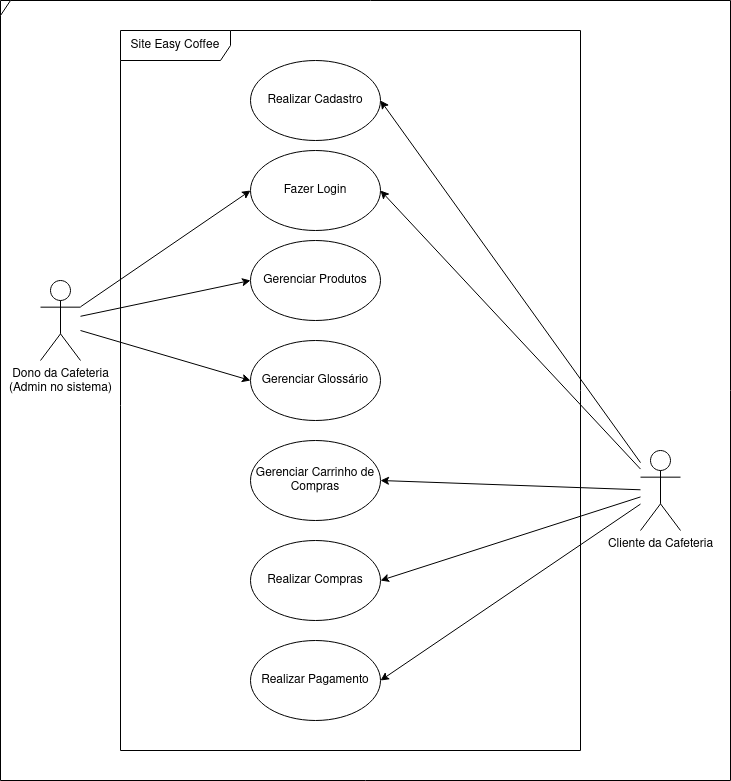 Site Easy Coffee
Realizar Cadastro
Fazer Login
Gerenciar Produtos
Dono da Cafeteria
(Admin no sistema)
Gerenciar Glossário
Gerenciar Carrinho de
Compras
Cliente da Cafeteria
Realizar Compras
Realizar Pagamento